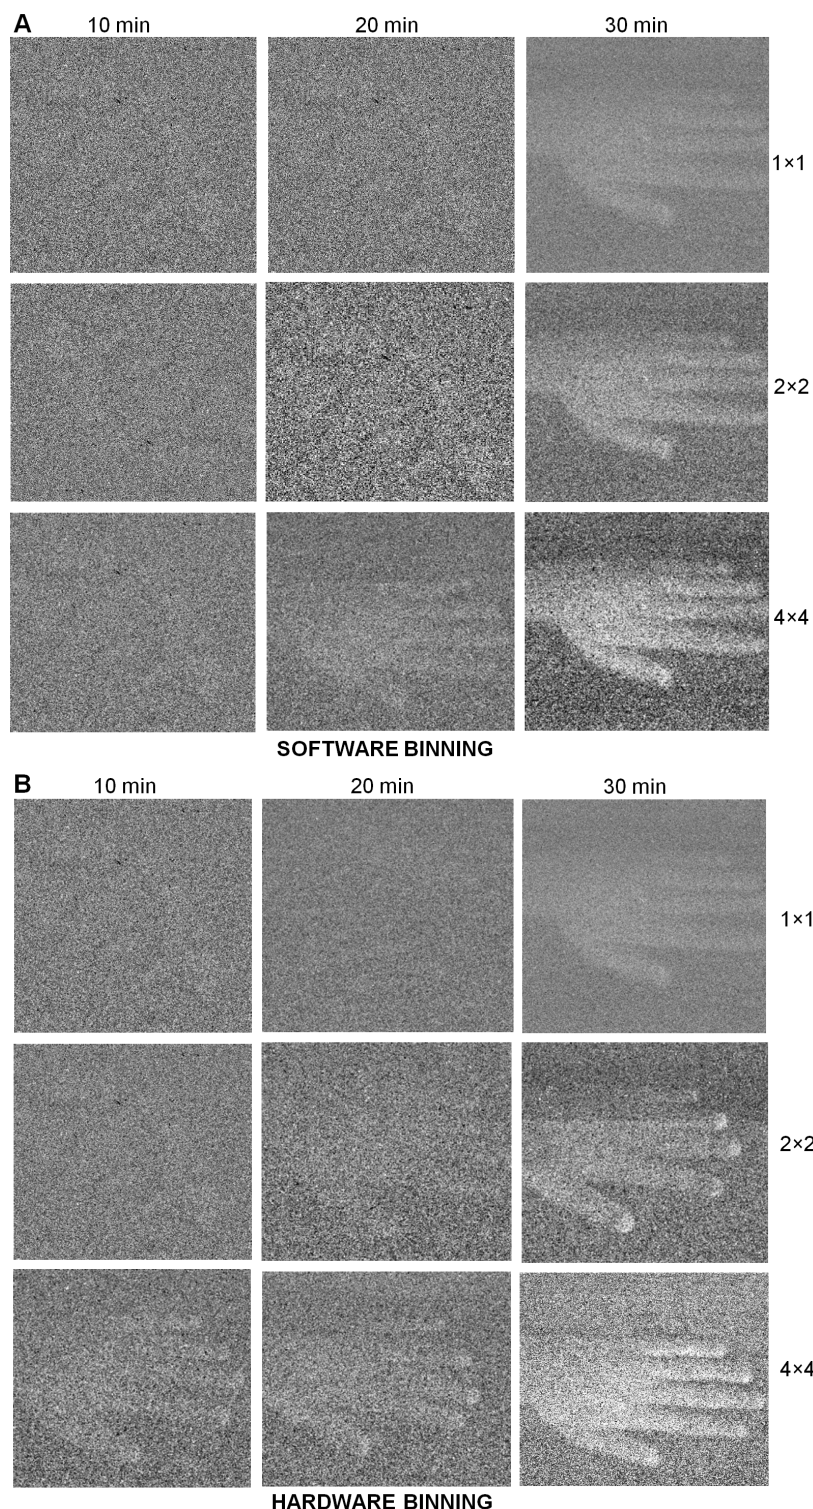 A
10 min 20 min 30 min
1×1
2×2
4×4
SOFTWARE BINNING
B
10 min 20 min 30 min
1×1
2×2
4×4
HARDWARE BINNING